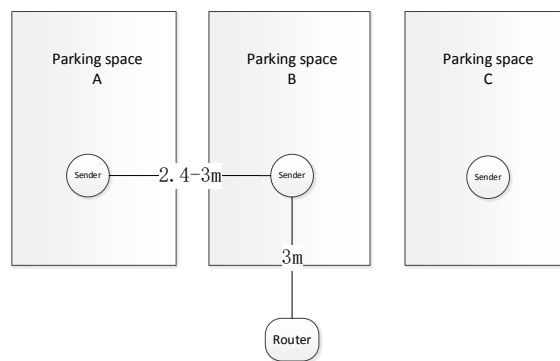 Parking space
A
Parking space
B
Parking space
C
Sender
2.4-3m
Sender
Sender
3m
Router